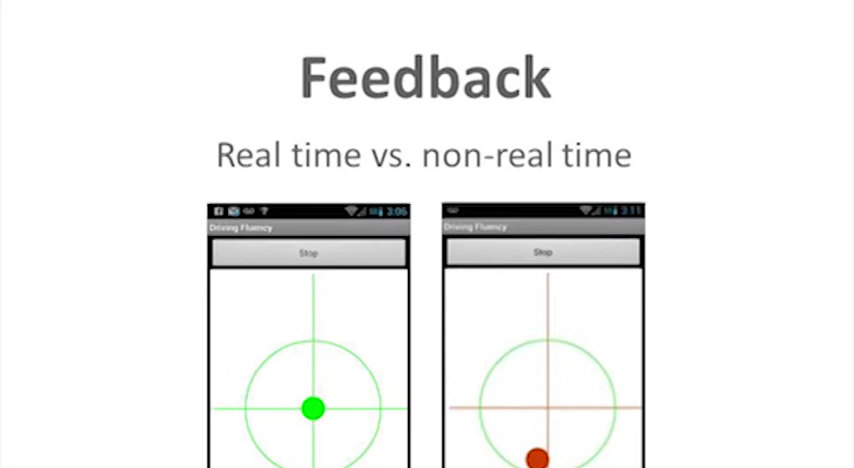 Feedback
Real time vs. non-real time
3:06
3:11
Driving Fluency
Driving Fluency
Stop
Stop